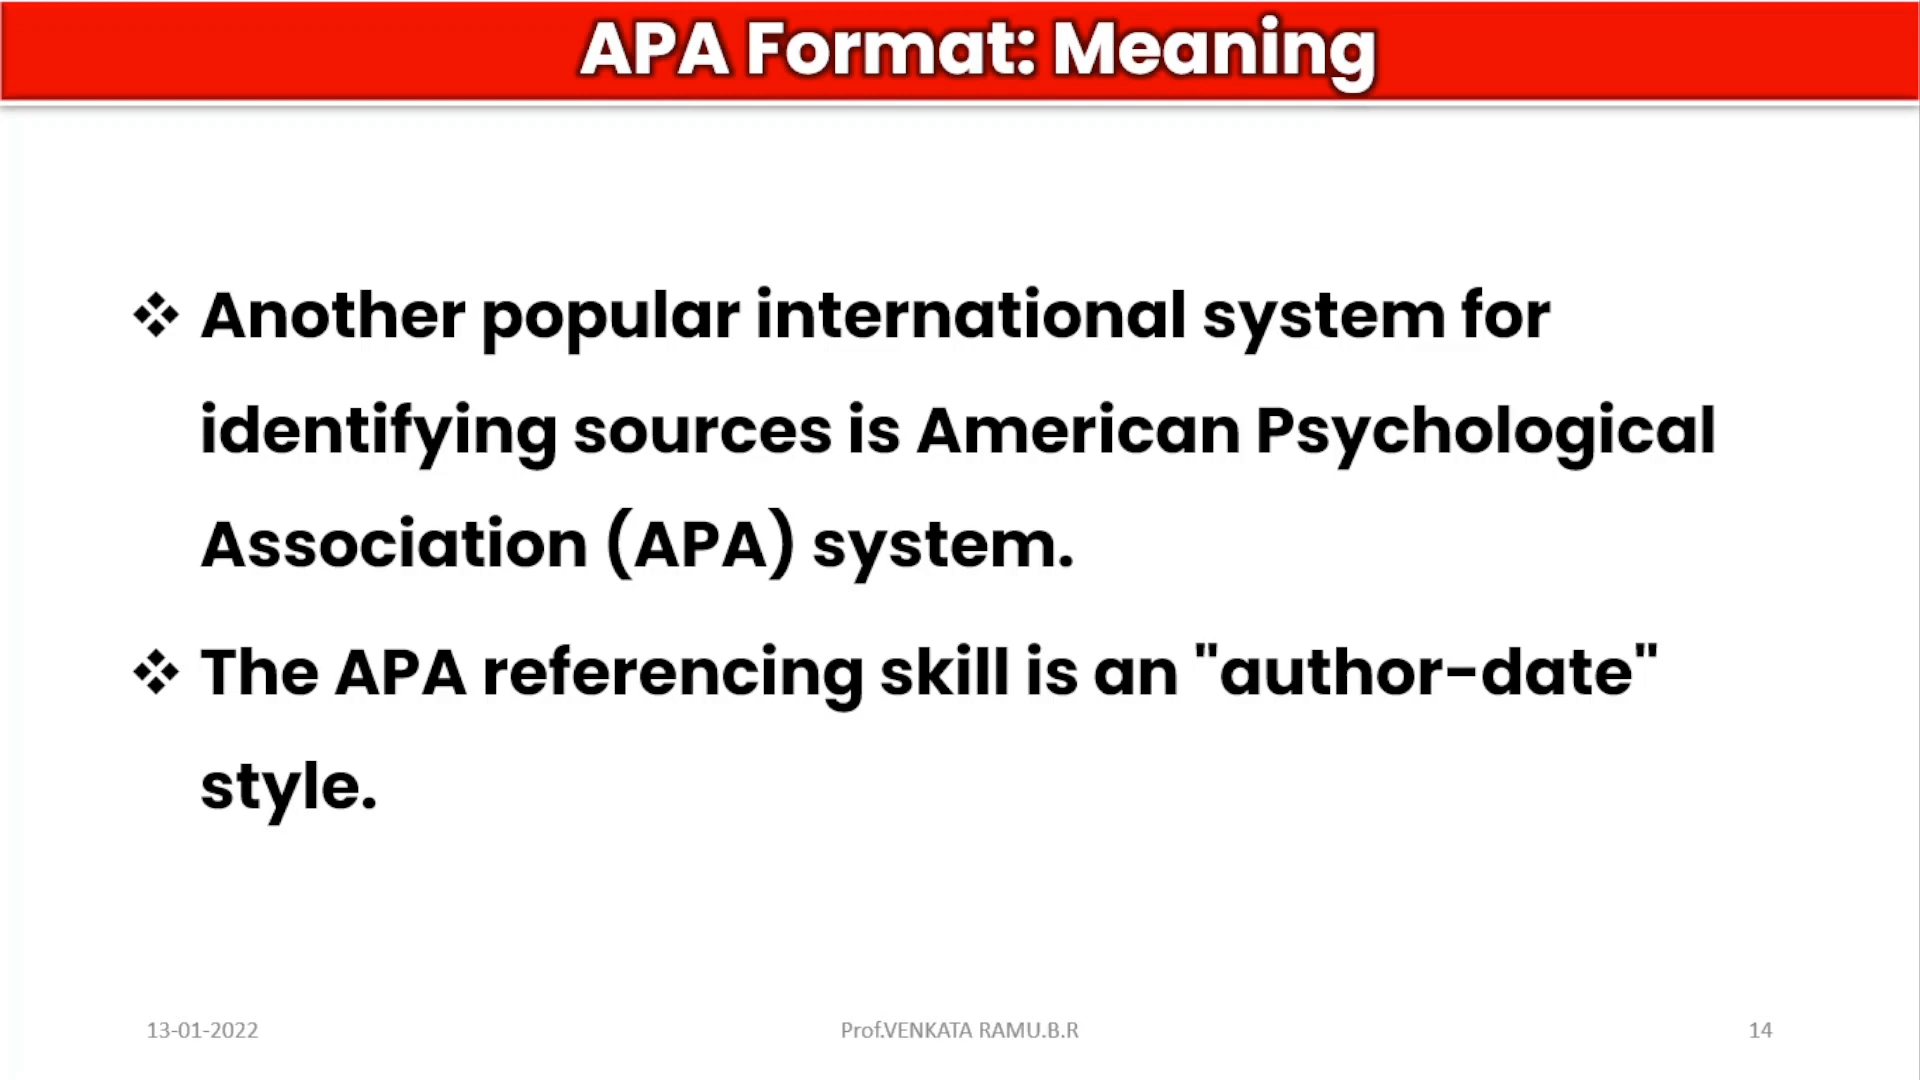 APA Format: Meaning
❖ Another popular international system for
identifying sources is American Psychological
Association (APA) system.
❖ The APA referencing skill is an "author-date"
style.
13-01-2022
Prof.VENKATA RAMU.B.R
14